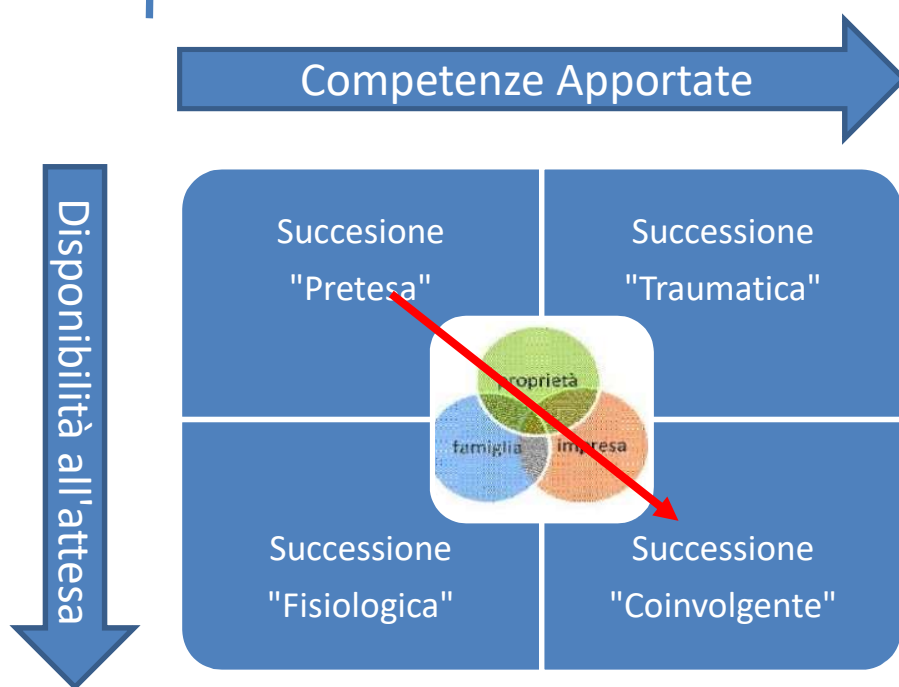 Competenze Apportate
Disponibilità all'attesa
Succesione
"Pretesa"
Successione
"Traumatica"
proprietà
famiglia
impresa
Successione
"Fisiologica"
Successione
"Coinvolgente"